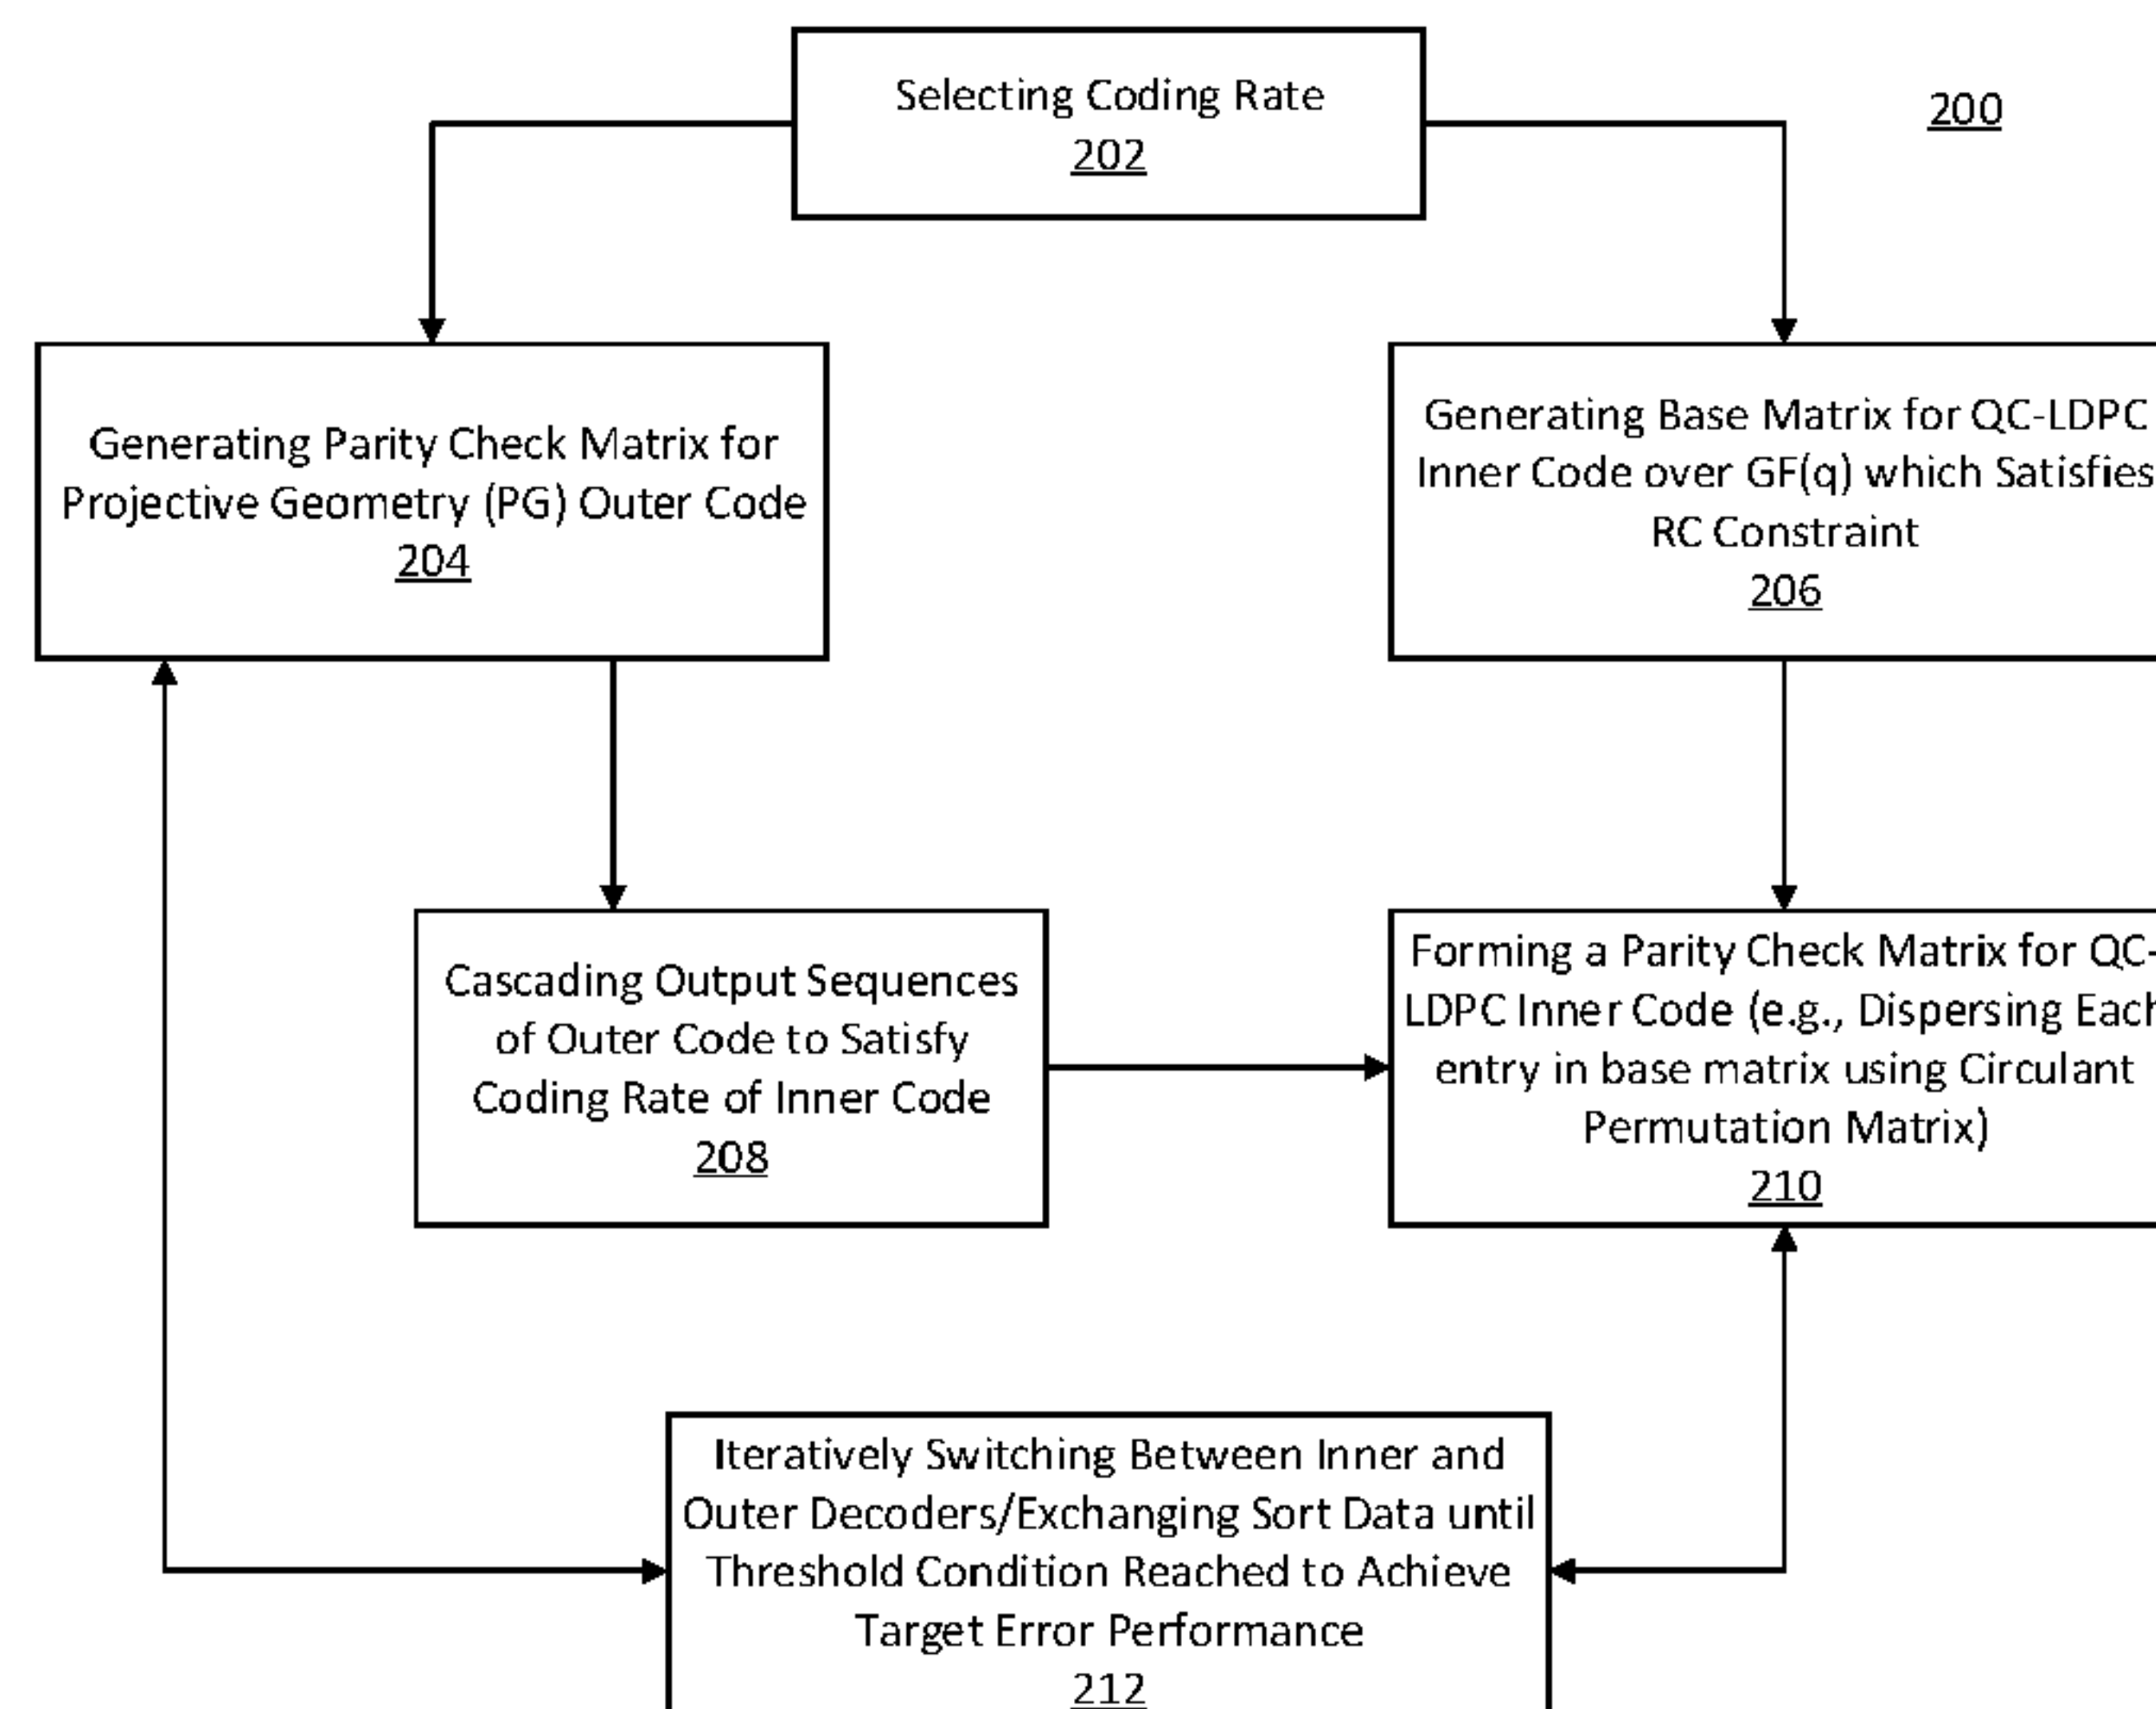 Selecting Coding Rate
202
200
Generating Parity Check Matrix for
Projective Geometry (PG) Outer Code
204
Generating Base Matrix for QC-LDPC
Inner Code over GF(q) which Satisfies
RC Constraint
206
Cascading Output Sequences
of Outer Code to Satisfy
Coding Rate of Inner Code
208
Forming a Parity Check Matrix for QC-
LDPC Inner Code (e.g., Dispersing Each
entry in base matrix using Circulant
Permutation Matrix)
210
Iteratively Switching Between Inner and
Outer Decoders/Exchanging Sort Data until
Threshold Condition Reached to Achieve
Target Error Performance
212